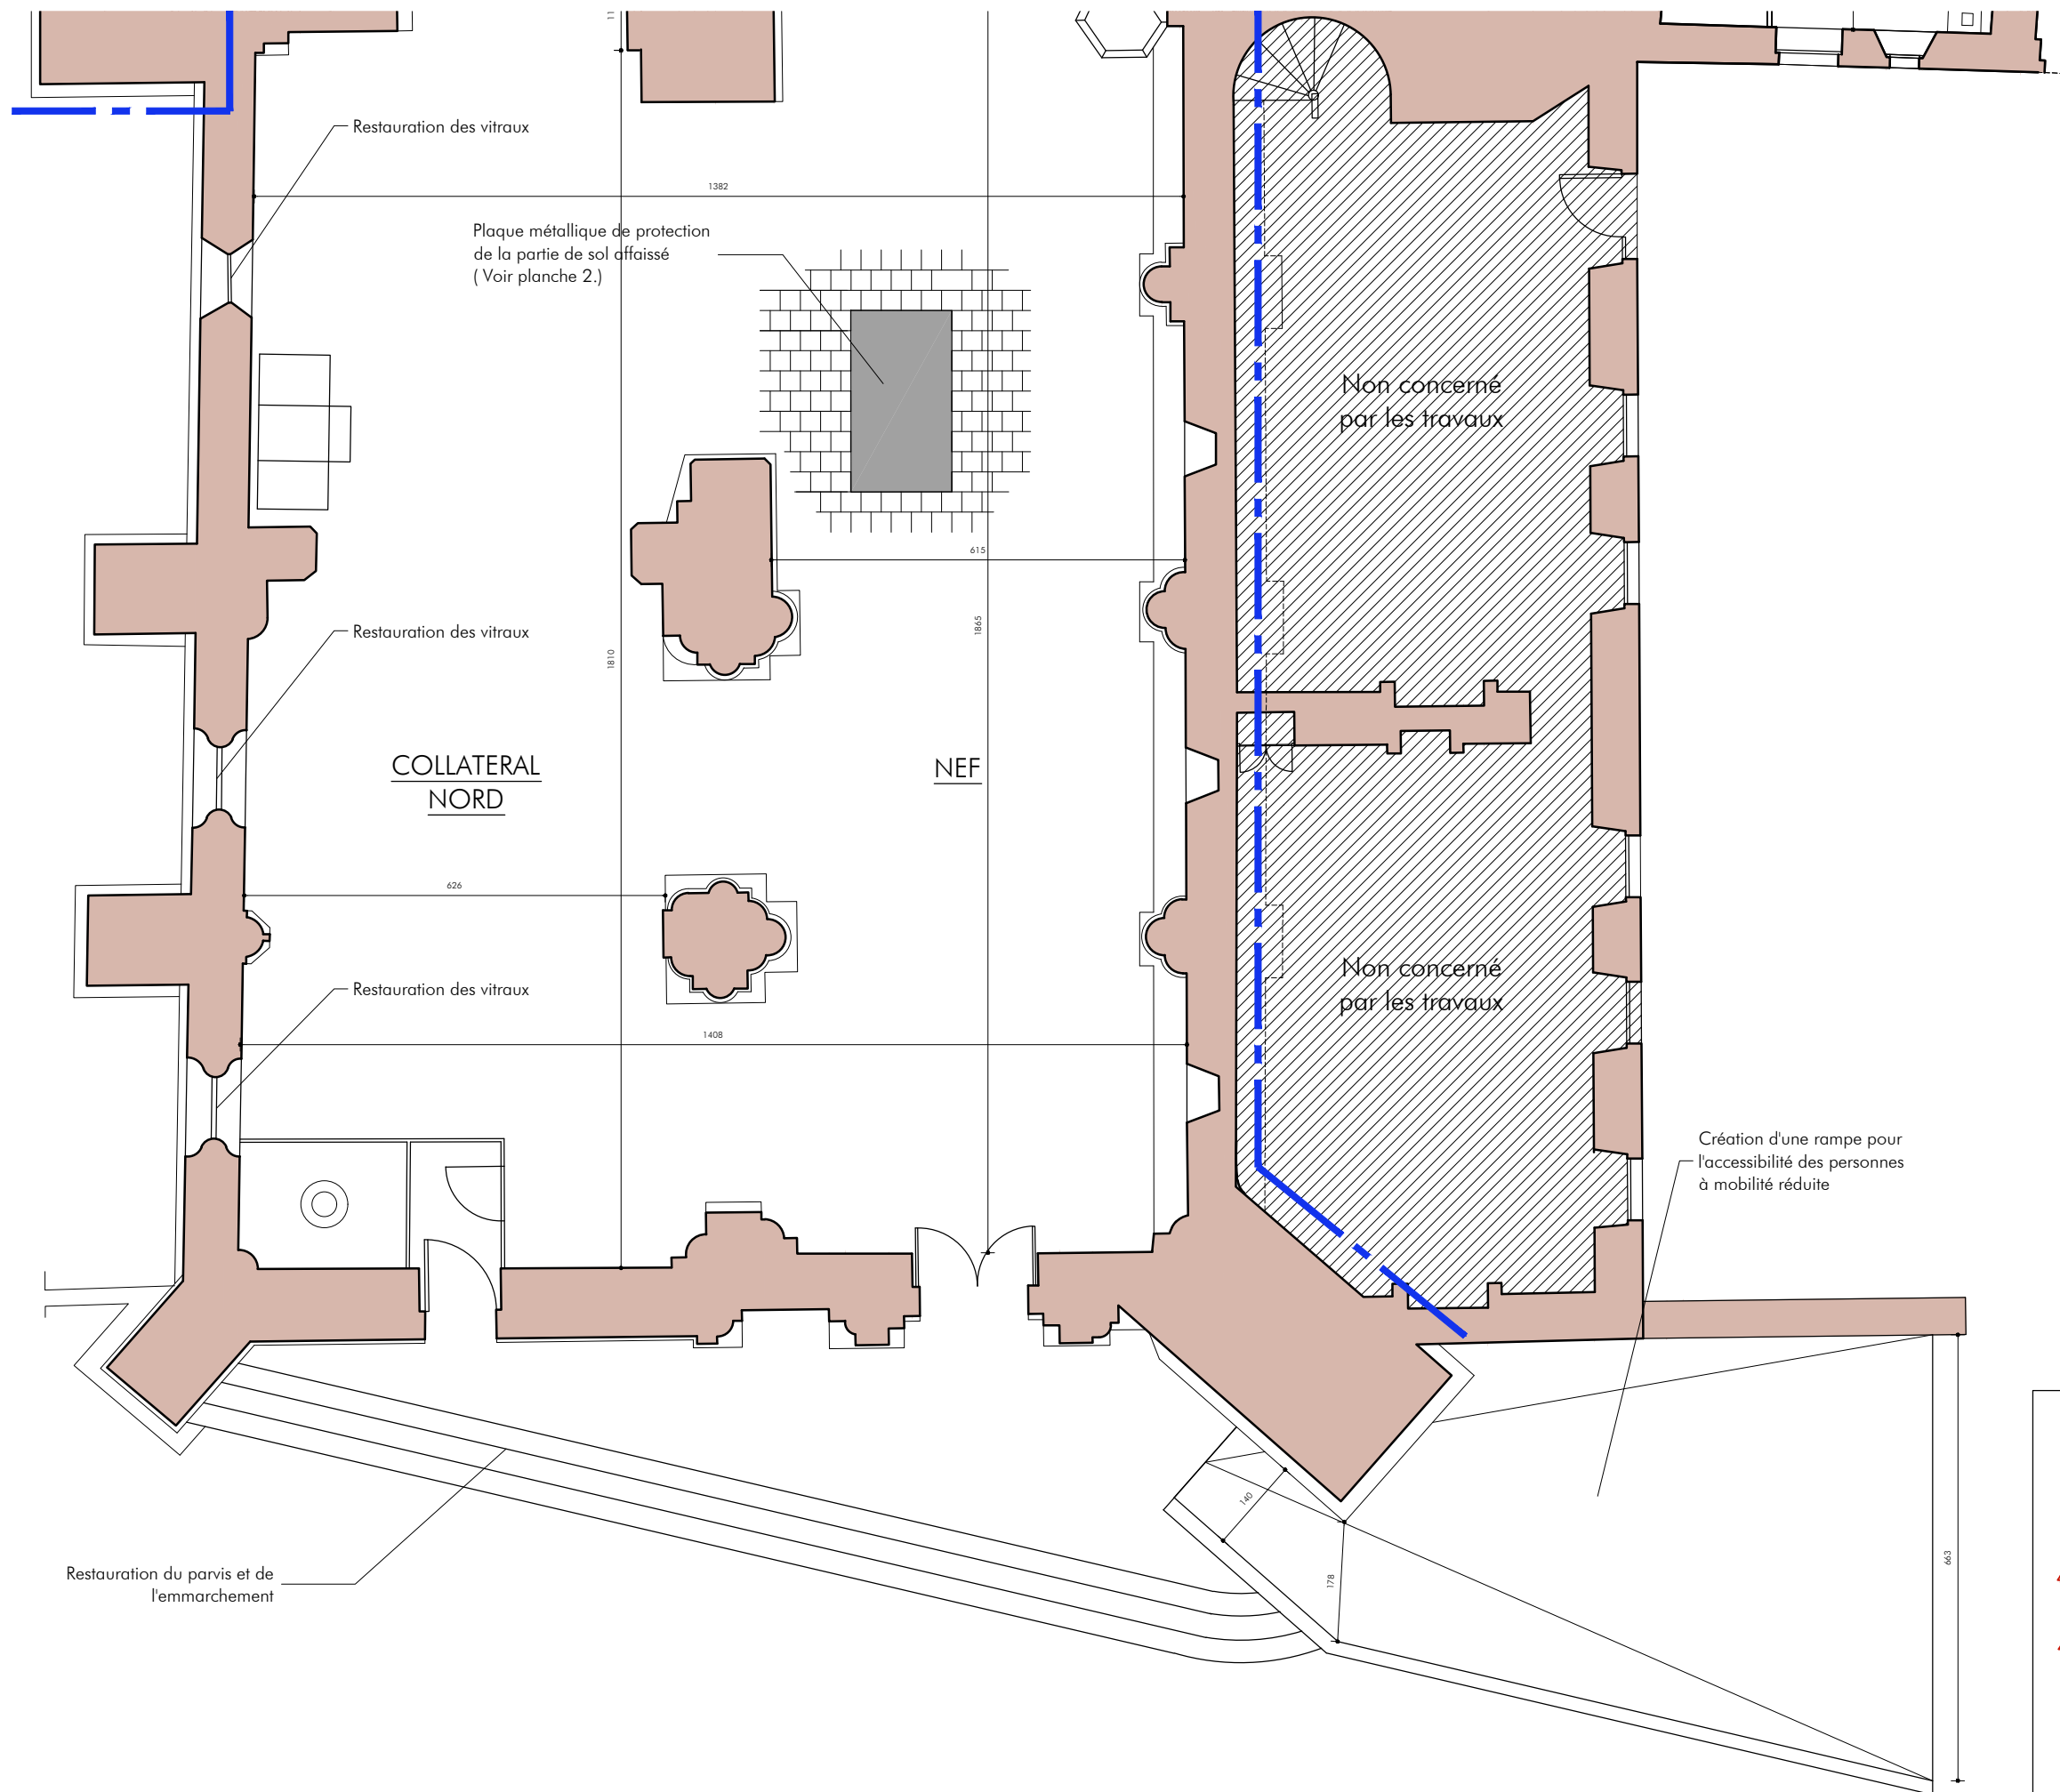 11
Restauration des vitraux
1382
Plaque métallique de protection
de la partie de sol affaissé
( Voir planche 2.)
Non concerné
par les travaux
615
1865
1810
Restauration des vitraux
COLLATERAL
NORD
NEF
626
Non concerné
par les travaux
Restauration des vitraux
1408
Création d'une rampe pour
l'accessibilité des personnes
à mobilité réduite
140
178
663
Restauration du parvis et de
l'emmarchement